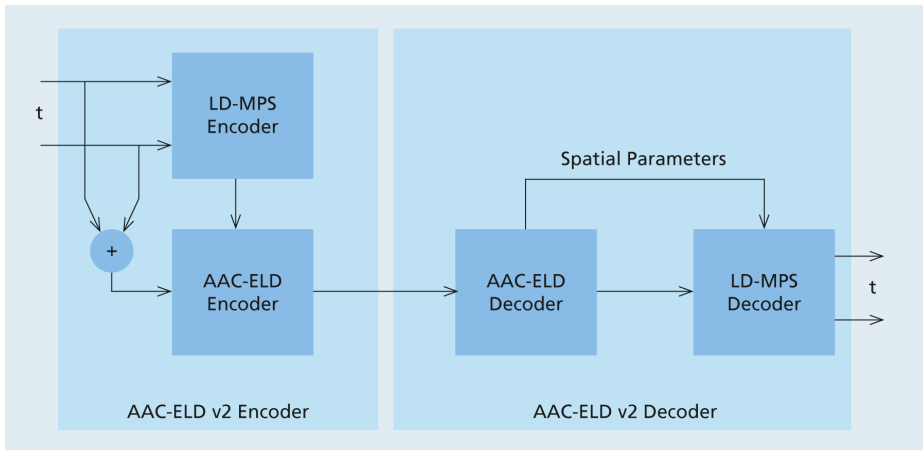 t
LD-MPS
Encoder
+
AAC-ELD
Encoder
AAC-ELD v2 Encoder
Spatial Parameters
AAC-ELD
Decoder
LD-MPS
Decoder
t
AAC-ELD v2 Decoder